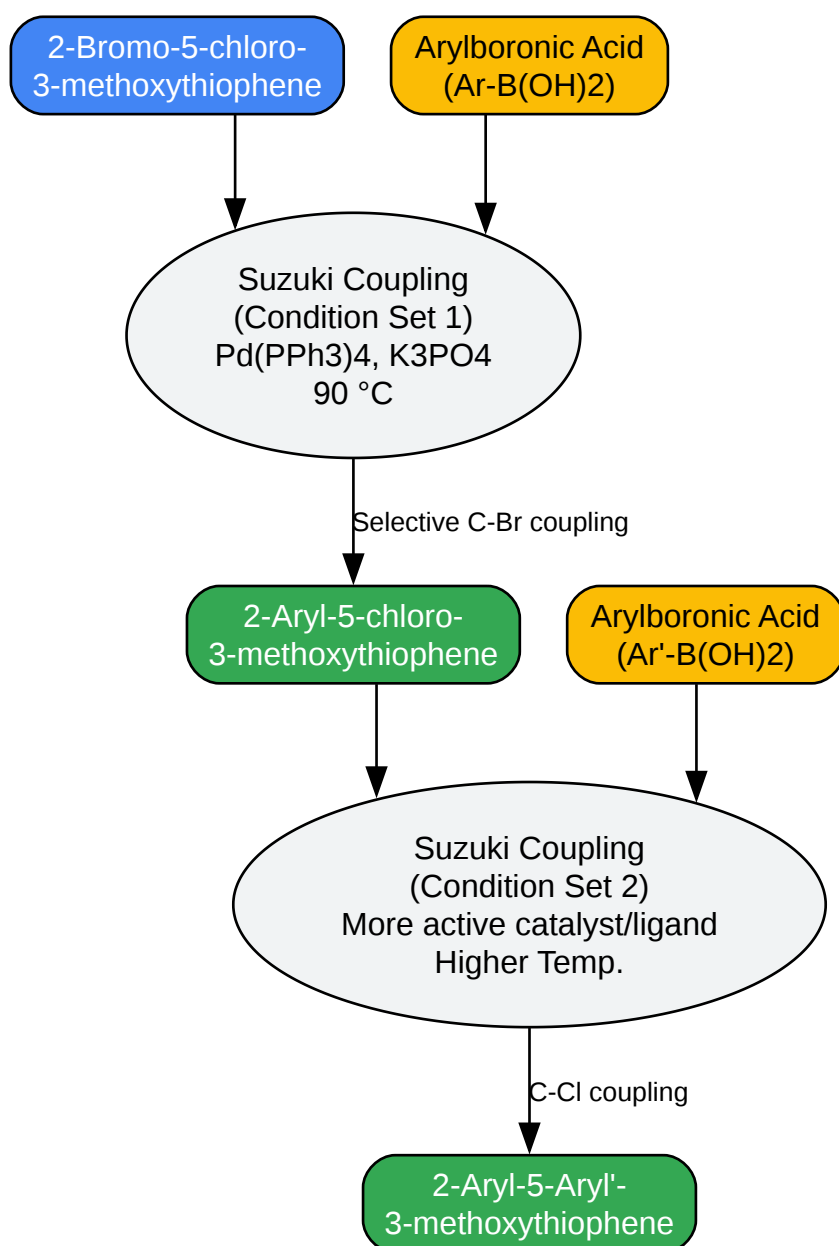 2-Bromo-5-chloro-
3-methoxythiophene
Arylboronic Acid
(Ar-B(OH)2)
Suzuki Coupling
(Condition Set 1)
Pd(PPh3)4, K3PO4
90 °C
Selective C-Br coupling
2-Aryl-5-chloro-
3-methoxythiophene
Arylboronic Acid
(Ar'-B(OH)2)
Suzuki Coupling
(Condition Set 2)
More active catalyst/ligand
Higher Temp.
C-Cl coupling
2-Aryl-5-Aryl'-
3-methoxythiophene